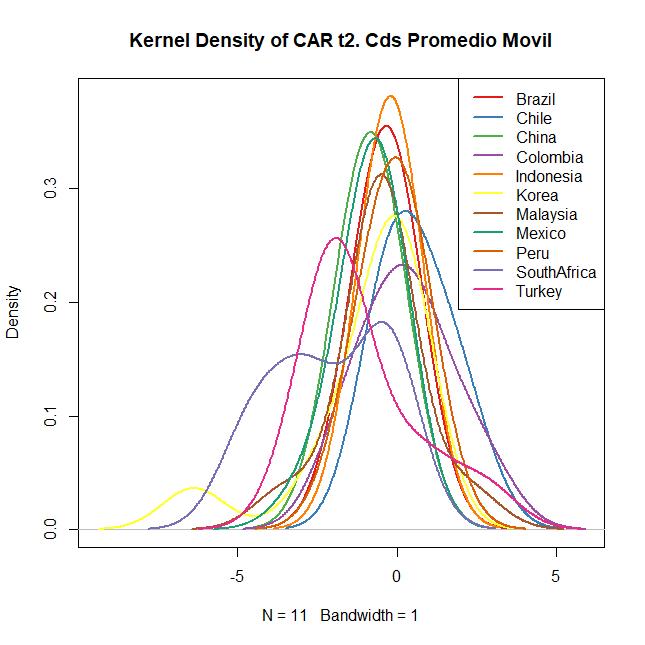 Kernel Density of CAR t2. Cds Promedio Movil
Brazil
Chile
China
Colombia
Indonesia
Korea
Malaysia
Mexico
Peru
SouthAfrica
Turkey
Density
0.3
0.2
0.1
0.0
-5 0 5
N = 11 Bandwidth = 1